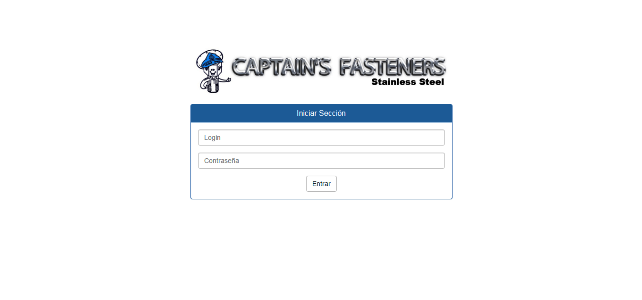 CAPTAIN'S FASTENERS
Stainless Steel
Iniciar Sección
Login
Contraseña
Entrar